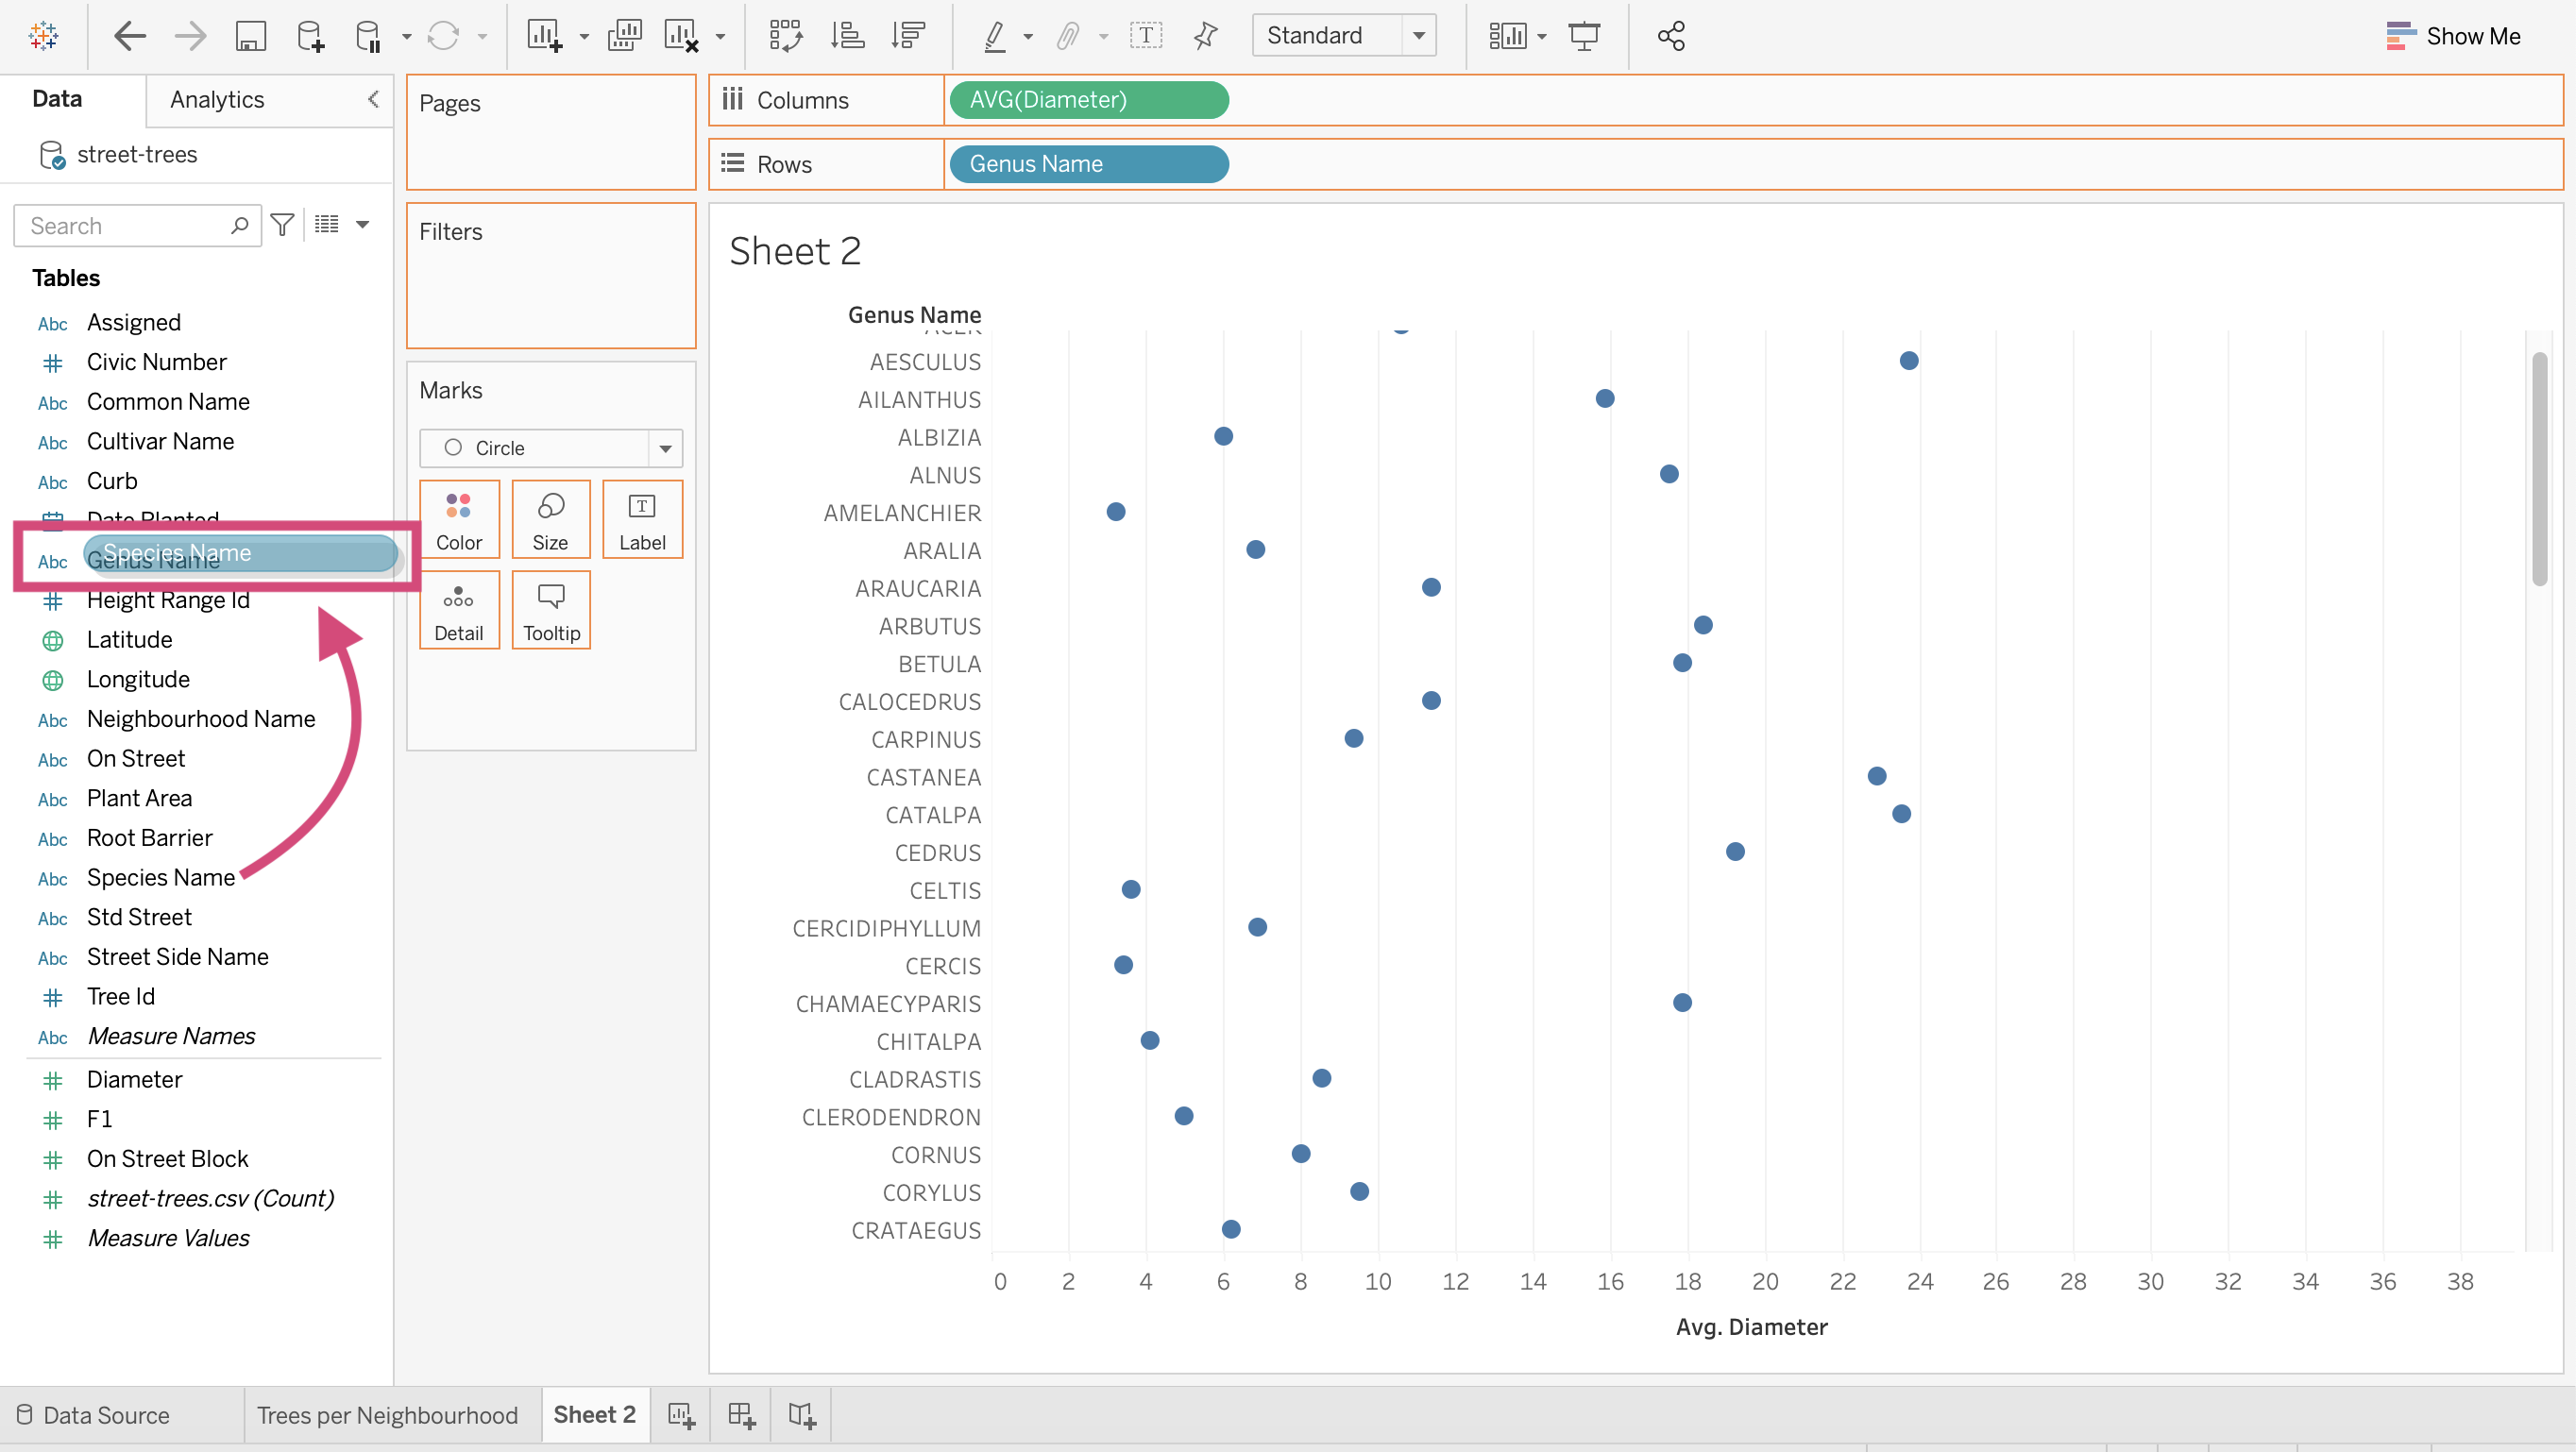 Standard
Show Me
Data
Analytics
street-trees
Search
Tables
Abc Assigned
Civic Number
Abc Common Name
Abc Cultivar Name
Abc Curb
Date Planted
Species Name
Abc Genus Name
Height Range Id
Latitude
Longitude
Abc Neighbourhood Name
Abc On Street
Abc Plant Area
Abc Root Barrier
Abc Species Name
Abc Std Street
Abc Street Side Name
Tree Id
Abc Measure Names
Diameter
F1
On Street Block
street-trees.csv (Count)
Measure Values
Pages
Filters
Marks
Circle
Color Size T Label
Detail Tooltip
Columns AVG(Diameter)
Rows Genus Name
Sheet 2
Genus Name
ACER
AESCULUS
AILANTHUS
ALBIZIA
ALNUS
AMELANCHIER
ARALIA
ARAUCARIA
ARBUTUS
BETULA
CALOCEDRUS
CARPINUS
CASTANEA
CATALPA
CEDRUS
CELTIS
CERCIDIPHYLLUM
CERCIS
CHAMAECYPARIS
CHITALPA
CLADRASTIS
CLERODENDRON
CORNUS
CORYLUS
CRATAEGUS
0 2 4 6 8 10 12 14 16 18 20 22 24 26 28 30 32 34 36 38
Avg. Diameter
Data Source Trees per Neighbourhood Sheet 2